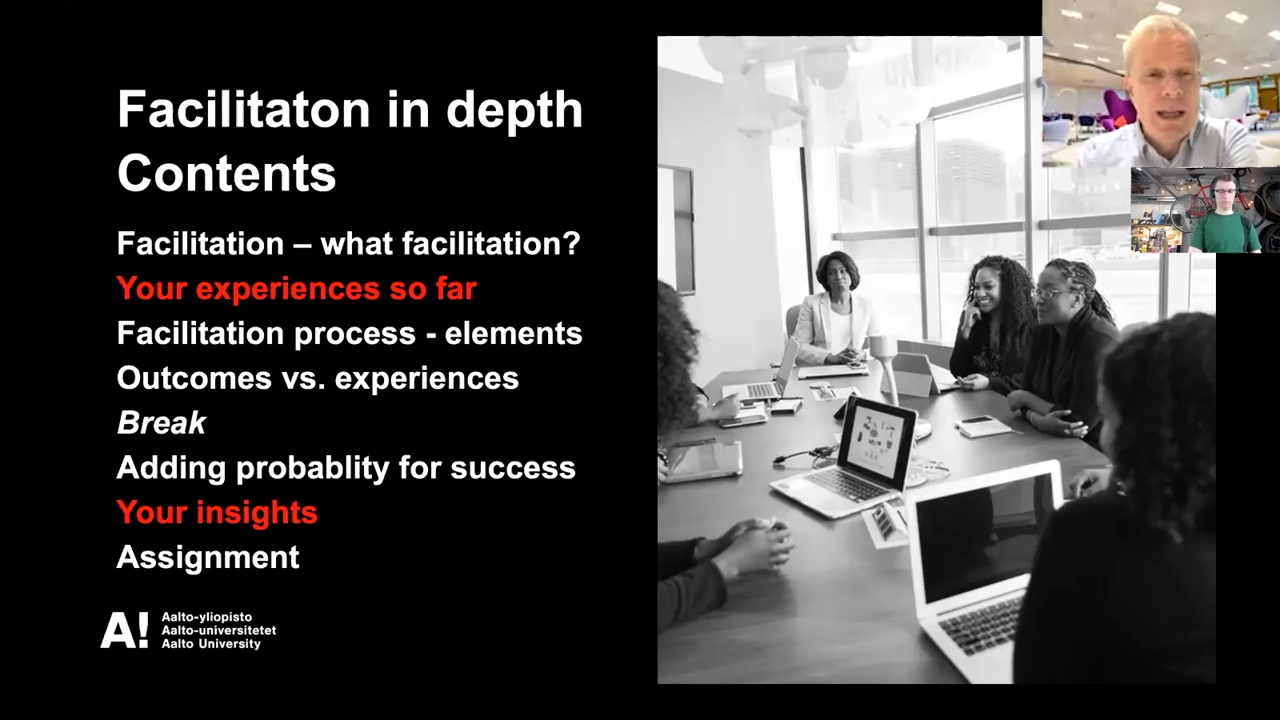 Facilitaton in depth
Contents
Facilitation – what facilitation?
Your experiences so far
Facilitation process - elements
Outcomes vs. experiences
Break
Adding probablity for success
Your insights
Assignment
A!
Aalto-yliopisto
Aalto-universitetet
Aalto University